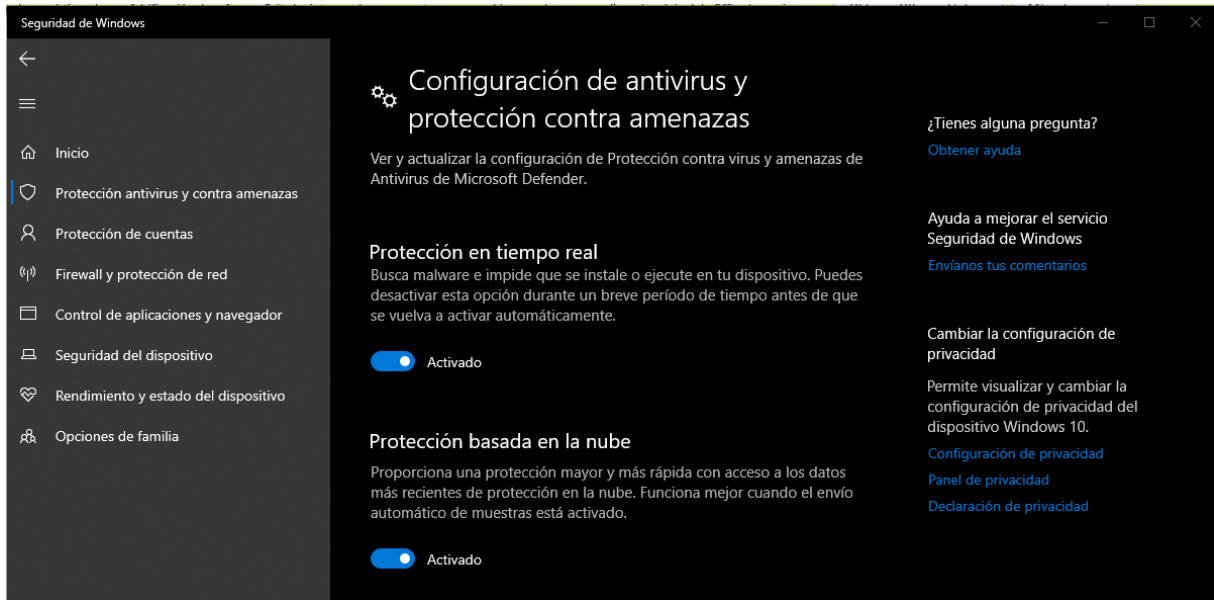 Seguridad de Windows
Inicio
Protección antivirus y contra amenazas
Protección de cuentas
Firewall y protección de red
Control de aplicaciones y navegador
Seguridad del dispositivo
Rendimiento y estado del dispositivo
Opciones de familia
Configuración de antivirus y
protección contra amenazas
Ver y actualizar la configuración de Protección contra virus y amenazas de
Antivirus de Microsoft Defender.
Protección en tiempo real
Busca malware e impide que se instale o ejecute en tu dispositivo. Puedes
desactivar esta opción durante un breve período de tiempo antes de que
se vuelva a activar automáticamente.
Activado
Protección basada en la nube
Proporciona una protección mayor y más rápida con acceso a los datos
más recientes de protección en la nube. Funciona mejor cuando el envío
automático de muestras está activado.
Activado
¿Tienes alguna pregunta?
Obtener ayuda
Ayuda a mejorar el servicio
Seguridad de Windows
Envíanos tus comentarios
Cambiar la configuración de
privacidad
Permite visualizar y cambiar la
configuración de privacidad del
dispositivo Windows 10.
Configuración de privacidad
Panel de privacidad
Declaración de privacidad